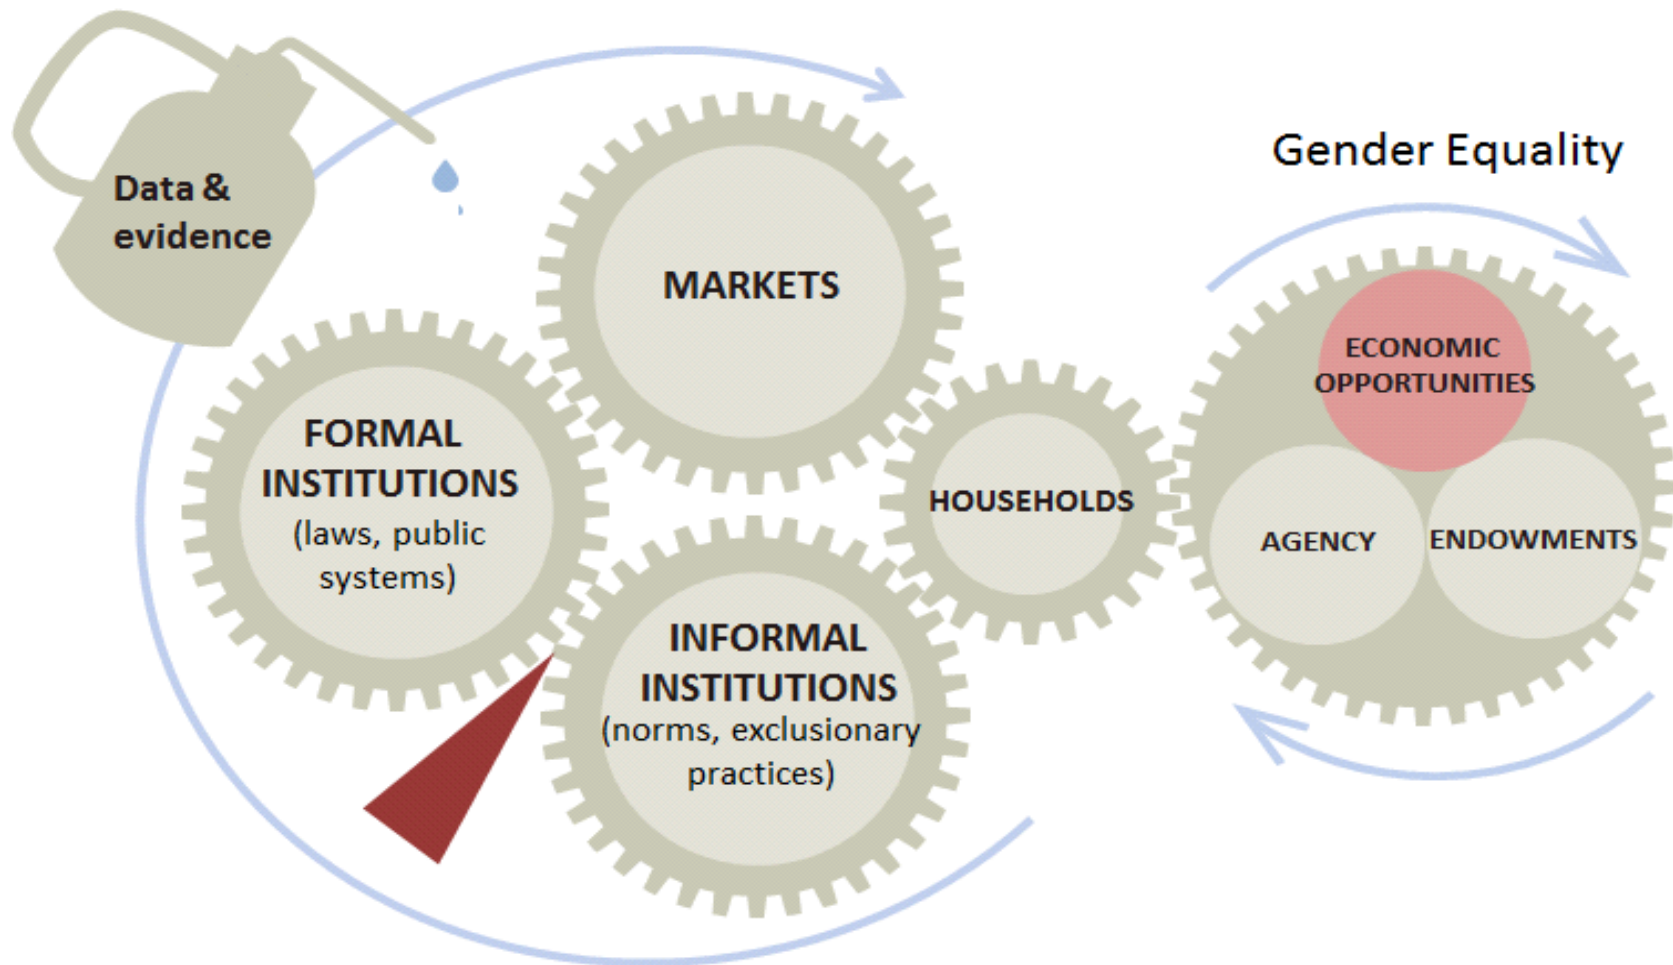 Data &
evidence
MARKETS
FORMAL
INSTITUTIONS
(laws, public
systems)
INFORMAL
INSTITUTIONS
(norms, exclusionary
practices)
HOUSEHOLDS
Gender Equality
ECONOMIC
OPPORTUNITIES
AGENCY
ENDOWMENTS